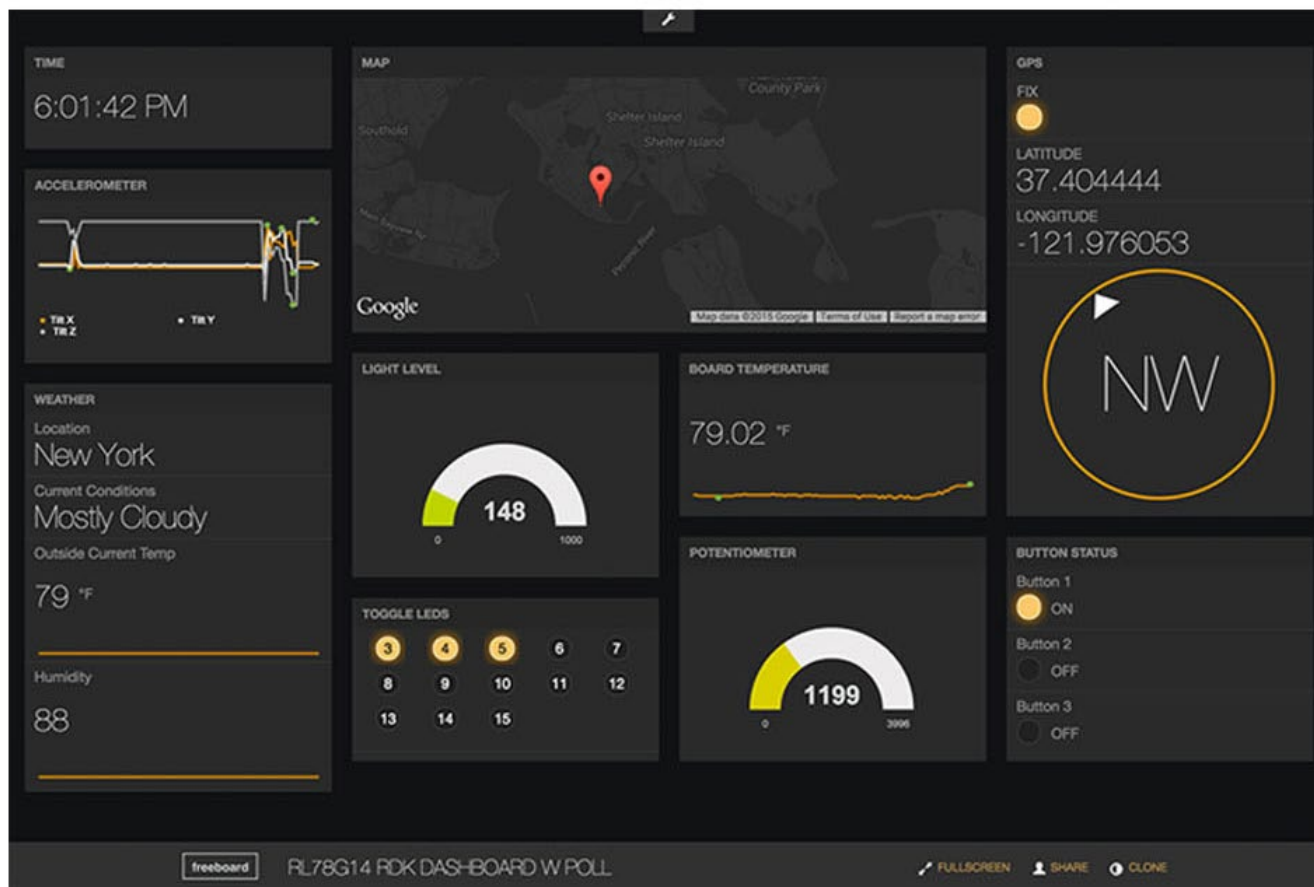 TIME
6:01:42 PM
ACCELEROMETER
Tilt X
Tilt Y
Tilt Z
WEATHER
Location
New York
Current Conditions
Mostly Cloudy
Outside Current Temp
79 °F
Humidity
88
MAP
County Park
Southold
Shelter Island
Shelter Island
Google
Map data ©2015 Google
Terms of Use
Report a map error
LIGHT LEVEL
148
0
1000
TOGGLE LEDS
3 4 5 6 7
8 9 10 11 12
13 14 15
BOARD TEMPERATURE
79.02 °F
POTENTIOMETER
1199
0
3996
GPS
FIX
LATITUDE
37.404444
LONGITUDE
-121.976053
NW
BUTTON STATUS
Button 1
ON
Button 2
OFF
Button 3
OFF
freeboard
RL78G14 RDK DASHBOARD W POLL
FULLSCREEN
SHARE
CLONE